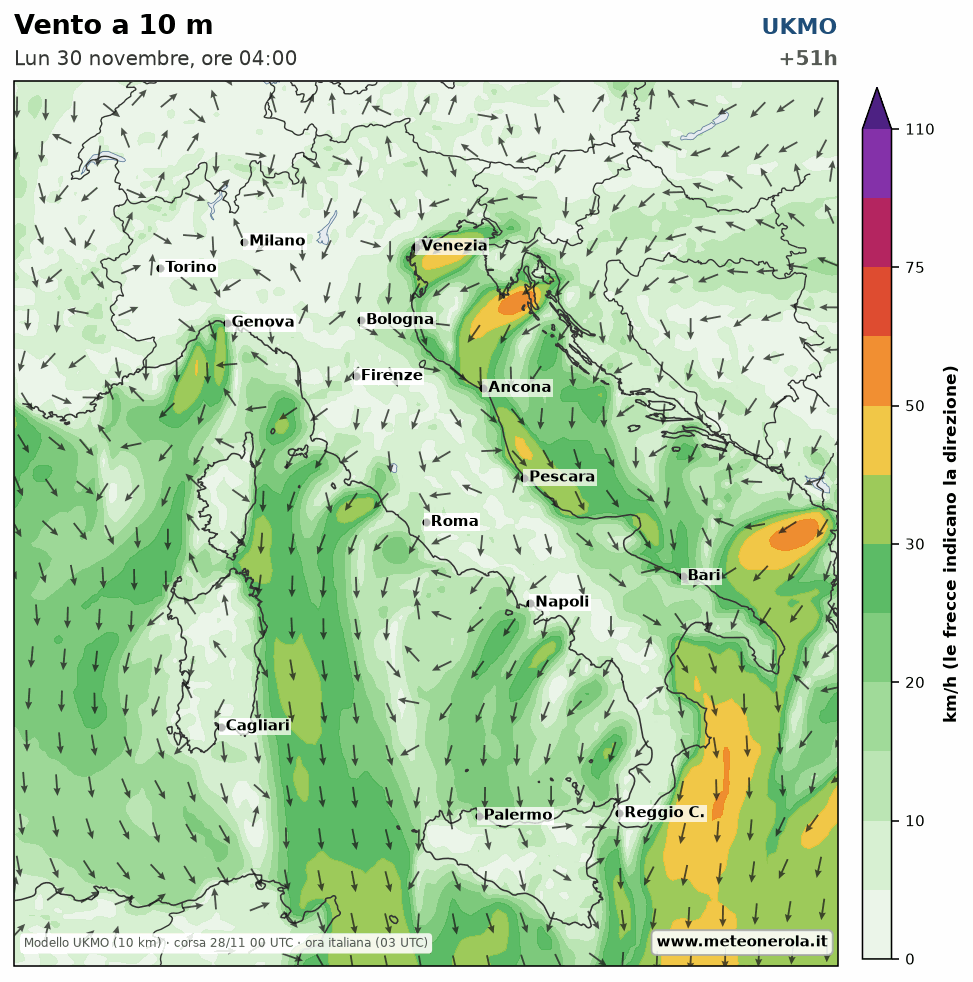 Vento a 10 m
UKMO
Lun 30 novembre, ore 04:00
+51h
110
75
50
30
20
10
0
km/h (le frecce indicano la direzione)
Venezia
Milano
Torino
Genova
Bologna
Firenze
Ancona
Pescara
Roma
Bari
Napoli
Cagliari
Palermo
Reggio C.
Modello UKMO (10 km) · corsa 28/11 00 UTC · ora italiana (03 UTC)
www.meteonerola.it